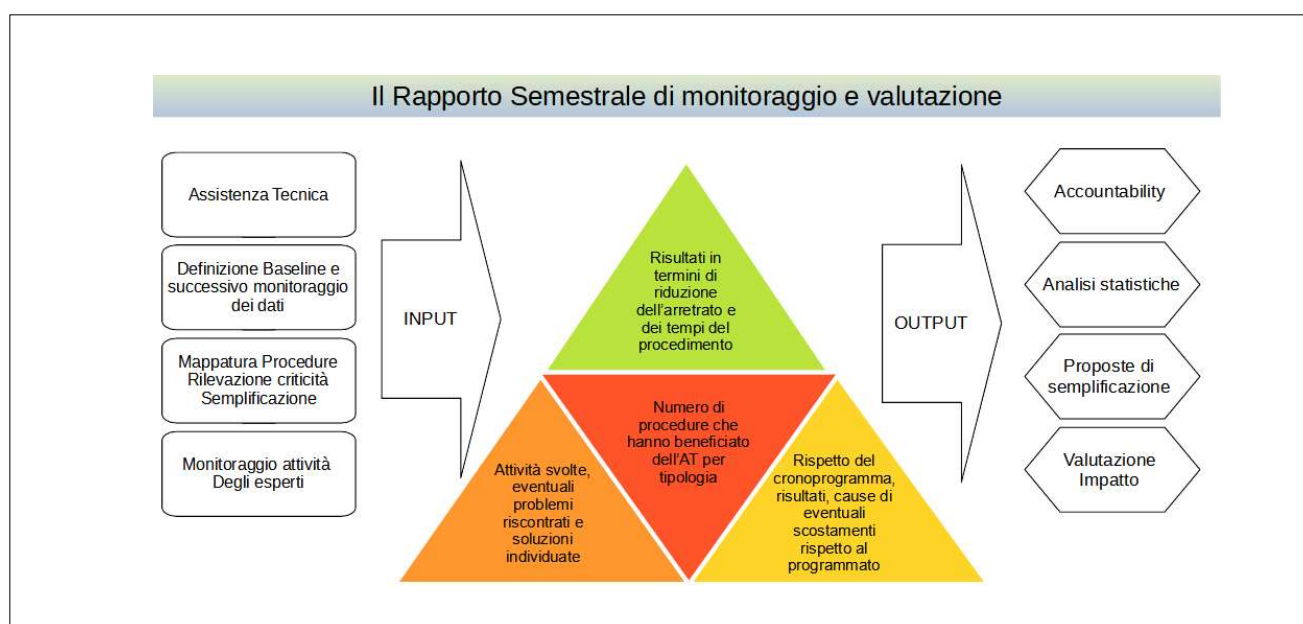 Il Rapporto Semestrale di monitoraggio e valutazione
Assistenza Tecnica
Definizione Baseline e
successivo monitoraggio
dei dati
Mappatura Procedure
Rilevazione criticità
Semplificazione
Monitoraggio attività
Degli esperti
INPUT
Risultati in
termini di
riduzione
dell'arretrato e
dei tempi del
procedimento
Numero di
procedure che
hanno beneficiato
dell'AT per
tipologia
Attività svolte,
eventuali
problemi
riscontrati e
soluzioni
individuate
Rispetto del
cronoprogramma,
risultati, cause di
eventuali
scostamenti
rispetto al
programmato
OUTPUT
Accountability
Analisi statistiche
Proposte di
semplificazione
Valutazione
Impatto